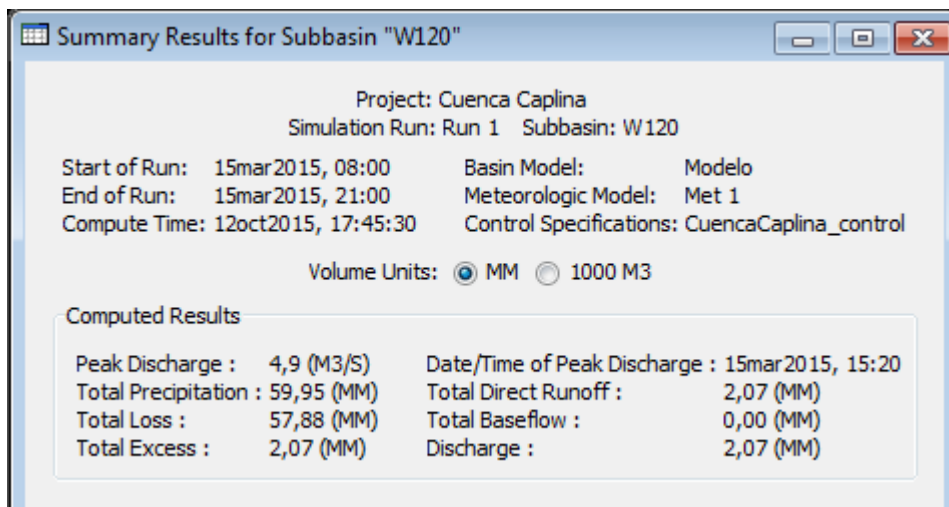 Summary Results for Subbasin "W120"
Project: Cuenca Caplina
Simulation Run: Run 1 Subbasin: W120
Start of Run: 15mar2015, 08:00 Basin Model: Modelo
End of Run: 15mar2015, 21:00 Meteorologic Model: Met 1
Compute Time: 12oct2015, 17:45:30 Control Specifications: CuencaCaplina_control
Volume Units: MM 1000 M3
Computed Results
Peak Discharge : 4,9 (M3/S) Date/Time of Peak Discharge : 15mar2015, 15:20
Total Precipitation : 59,95 (MM) Total Direct Runoff : 2,07 (MM)
Total Loss : 57,88 (MM) Total Baseflow : 0,00 (MM)
Total Excess : 2,07 (MM) Discharge : 2,07 (MM)